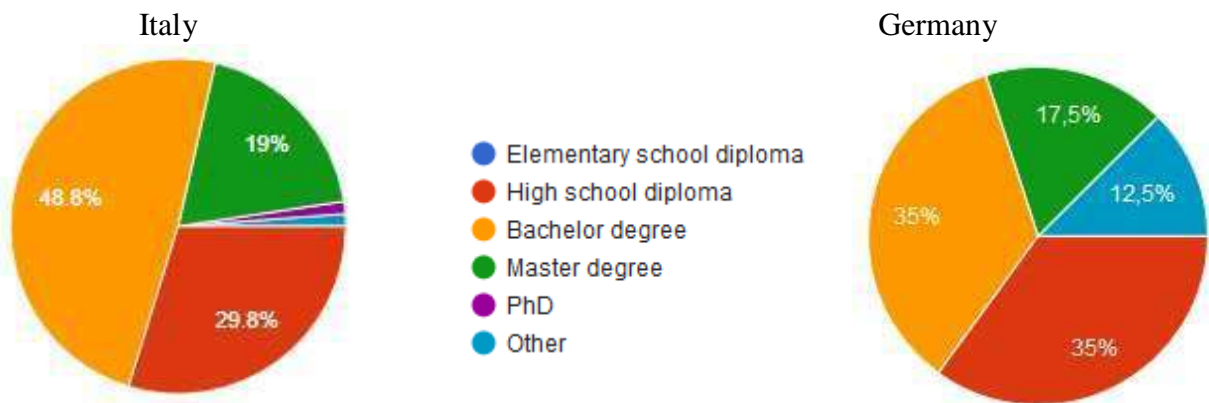 Italy
Germany
19%
48.8%
29.8%
Elementary school diploma
High school diploma
Bachelor degree
Master degree
PhD
Other
17,5%
12,5%
35%
35%